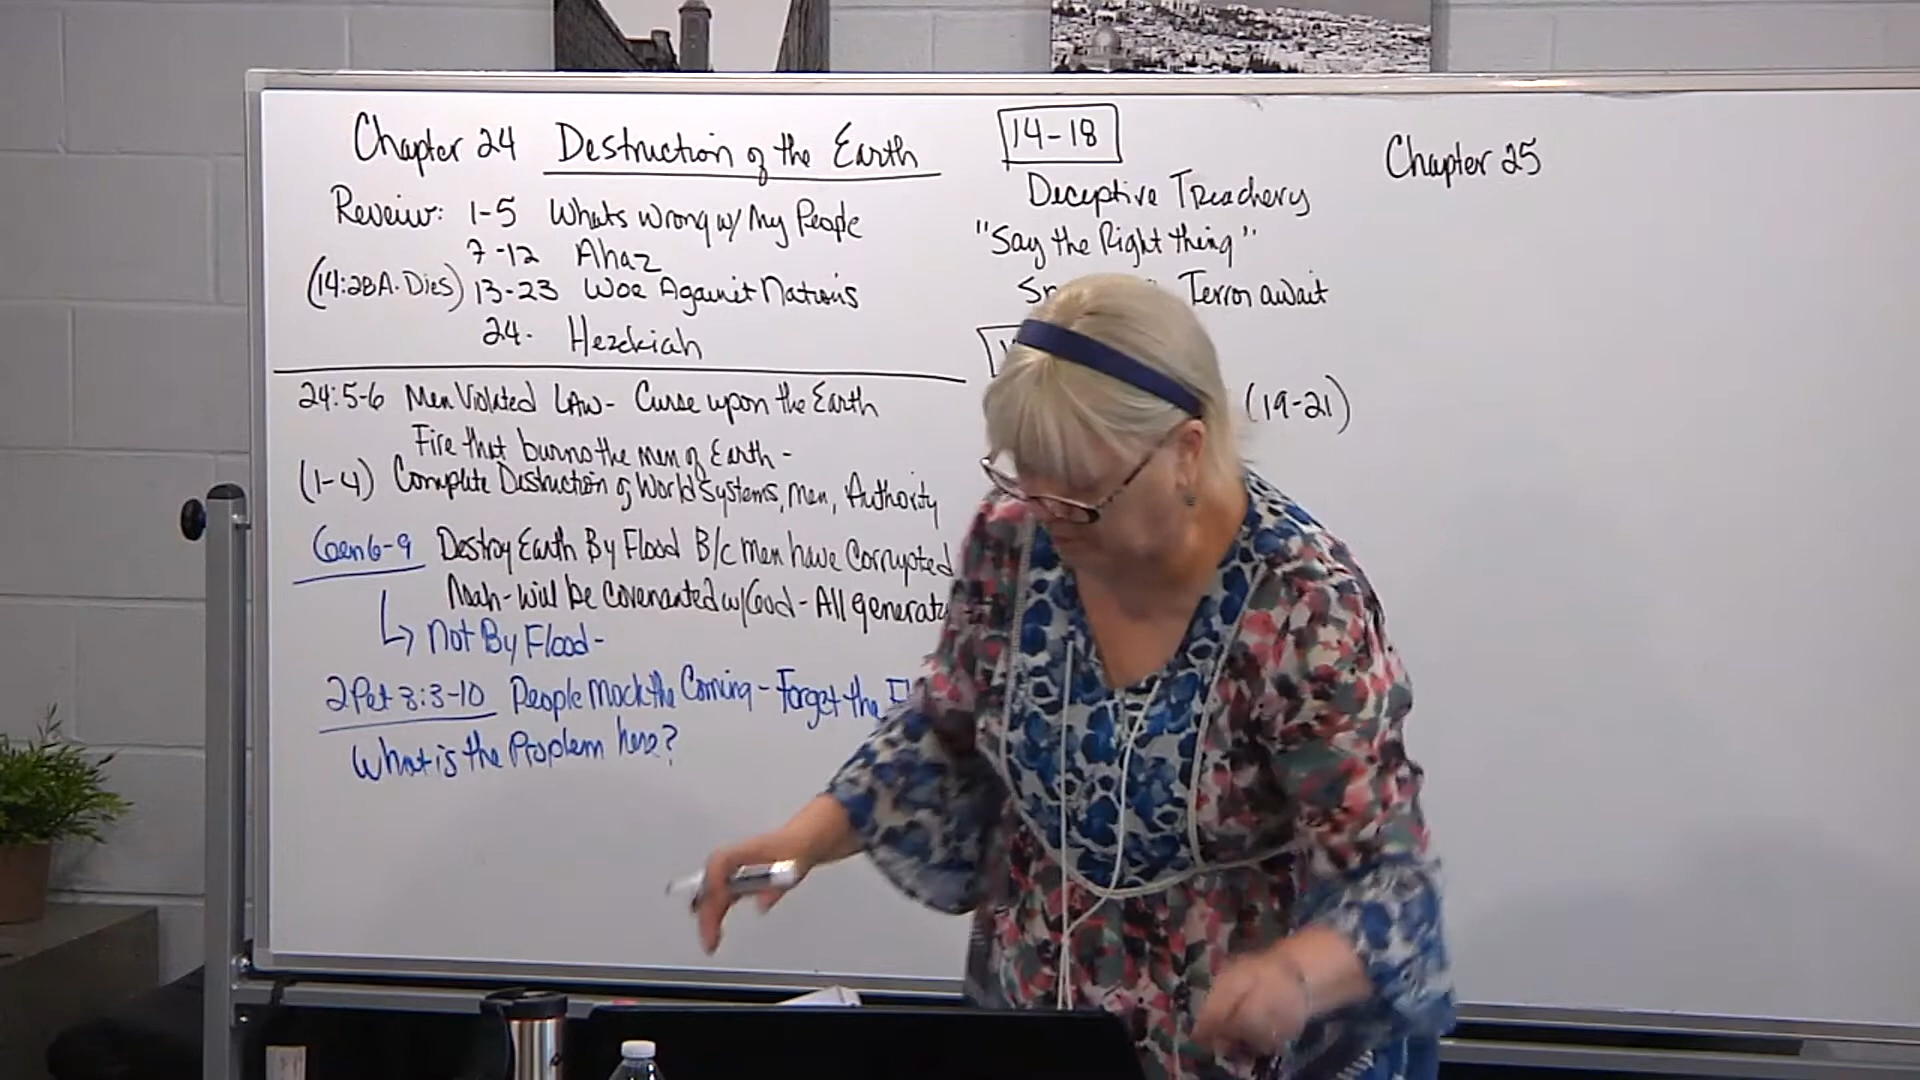 Chapter 24 Destruction of the Earth
Reveiw: 1-5 Whats Wrong w/ My People
7-12 Ahaz
(14:28 A. Dies) 13-23 Woe Against Nations
24. Hezekiah
24:5-6 Men Violated LAW - Curse upon the Earth
Fire that burns the men of Earth -
(1-4) Complete Destruction of World Systems, Men, Authority
Gen 6-9 Destroy Earth By Flood B/c Men have Corrupted
Noah - Will be Covenanted w/ God - All
↳ Not By Flood -
2 Pet 3:3-10 People Mock the Coming - Forget the
What is the Problem here?
14-18
Deceptive Treachery
"Say the Right thing"
Terror await
(19-21)
Chapter 25